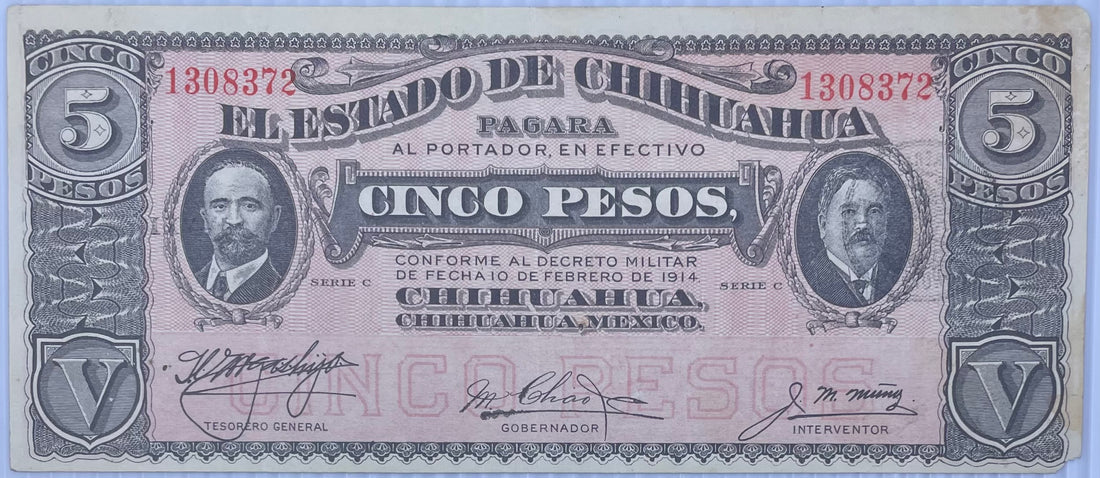 CINCO
5
PESOS
1308372
EL ESTADO DE CHIHUAHUA
1308372
CINCO
5
PESOS
PAGARA
AL PORTADOR, EN EFECTIVO
CINCO PESOS,
CONFORME AL DECRETO MILITAR
DE FECHA 10 DE FEBRERO DE 1914.
SERIE C
SERIE C
CHIHUAHUA,
CHIHUAHUA, MEXICO.
CINCO PESOS
V
V
TESORERO GENERAL
M. Chao
GOBERNADOR
J. M. Muñiz
INTERVENTOR